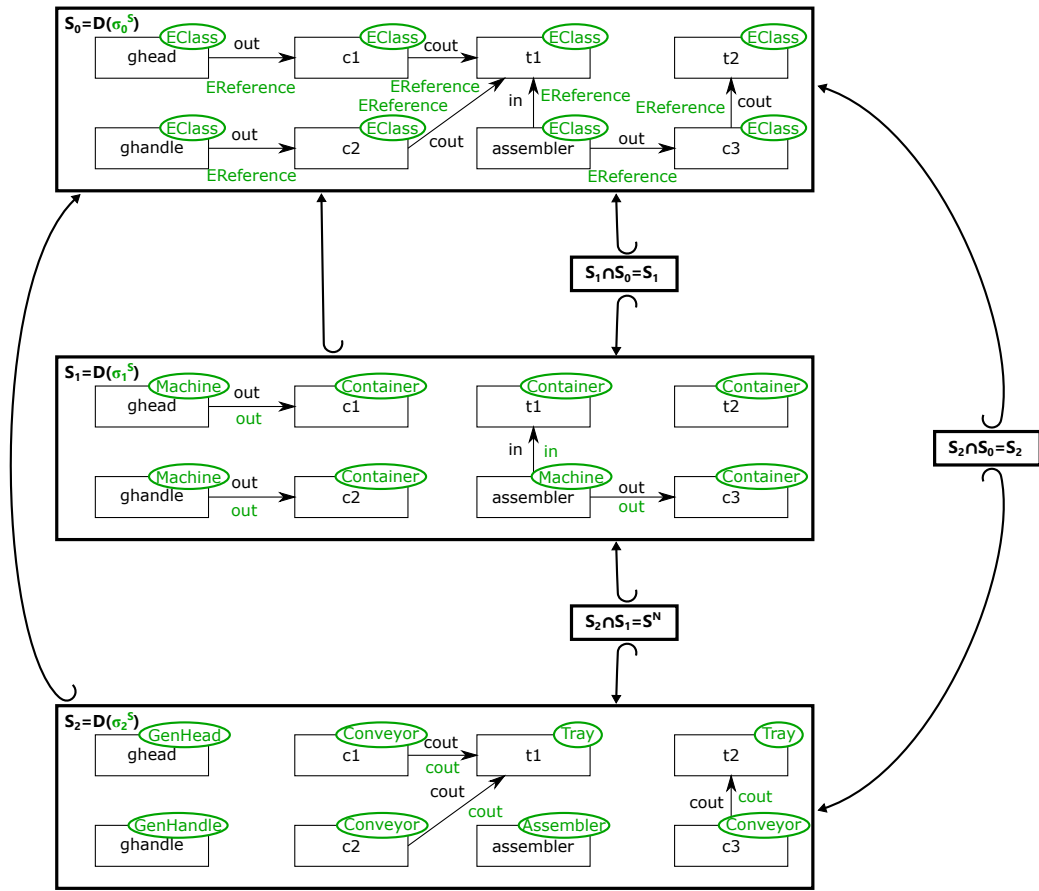 S₀=D(σ₀ˢ)
EClass EClass EClass EClass
ghead out c1 cout t1 t2
EReference EReference
EReference
in EReference EReference cout
EClass EClass EClass EClass
ghandle out c2 cout assembler out c3
EReference EReference
S₁∩S₀=S₁
S₁=D(σ₁ˢ)
Machine Container Container Container
ghead out c1 t1 t2
out
in in
Machine Container Machine Container
ghandle out c2 assembler out c3
out out
S₂∩S₀=S₂
S₂∩S₁=Sᴺ
S₂=D(σ₂ˢ)
GenHead Conveyor Tray Tray
ghead c1 cout t1 t2
cout
cout cout cout cout
GenHandle Conveyor Assembler Conveyor
ghandle c2 assembler c3